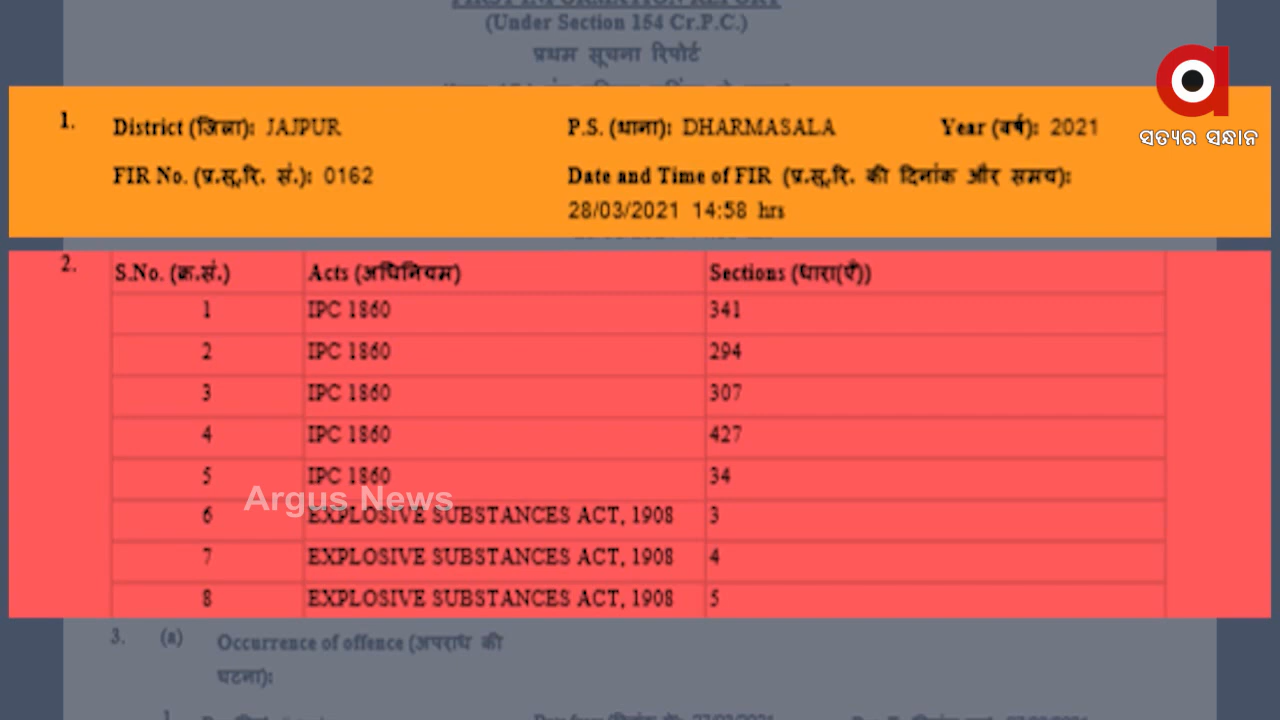 FIRST INFORMATION REPORT
(Under Section 154 Cr.P.C.)
प्रथम सूचना रिपोर्ट
ସତ୍ୟର ସନ୍ଧାନ
1. District (जिला): JAJPUR P.S. (थाना): DHARMASALA Year (वर्ष): 2021
FIR No. (प्र.सू.रि. सं.): 0162 Date and Time of FIR (प्र.सू.रि. की दिनांक और समय):
28/03/2021 14:58 hrs
2. S.No. (क्र.सं.) Acts (अधिनियम) Sections (धारा(एँ))
1 IPC 1860 341
2 IPC 1860 294
3 IPC 1860 307
4 IPC 1860 427
5 IPC 1860 34
Argus News
6 EXPLOSIVE SUBSTANCES ACT, 1908 3
7 EXPLOSIVE SUBSTANCES ACT, 1908 4
8 EXPLOSIVE SUBSTANCES ACT, 1908 5
3. (a) Occurrence of offence (अपराध की
घटना):